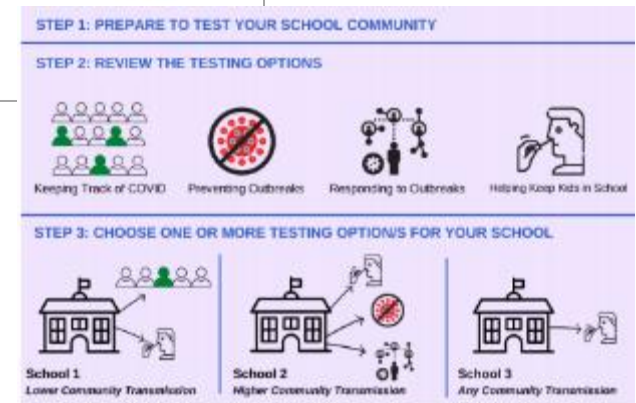 STEP 1: PREPARE TO TEST YOUR SCHOOL COMMUNITY
STEP 2: REVIEW THE TESTING OPTIONS
Keeping Track of COVID
Preventing Outbreaks
Responding to Outbreaks
Helping Keep Kids in School
STEP 3: CHOOSE ONE OR MORE TESTING OPTION/S FOR YOUR SCHOOL
School 1
Lower Community Transmission
School 2
Higher Community Transmission
School 3
Any Community Transmission